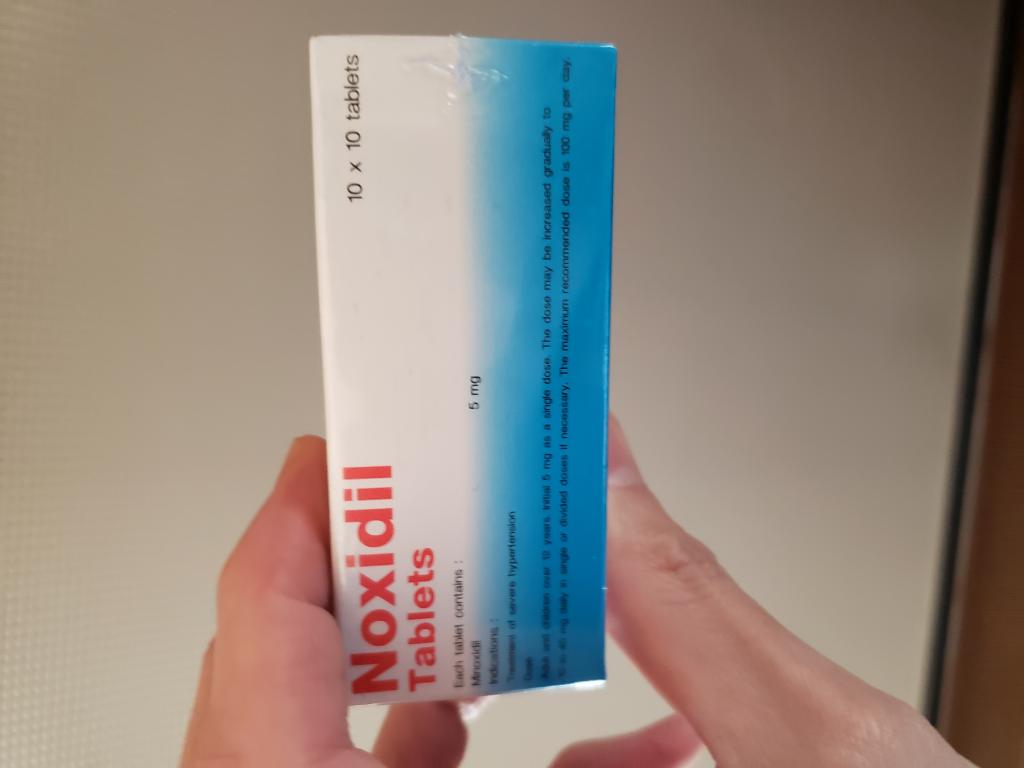 Noxidil
10 x 10 tablets
Tablets
Each tablet contains :
Minoxidil 5 mg
Indications :
Treatment of severe hypertension
Dose
Adult and children over 12 years. Initial 5 mg as a single dose. The dose may be increased gradually to
10 to 40 mg daily in single or divided doses if necessary. The maximum recommended dose is 100 mg per day.